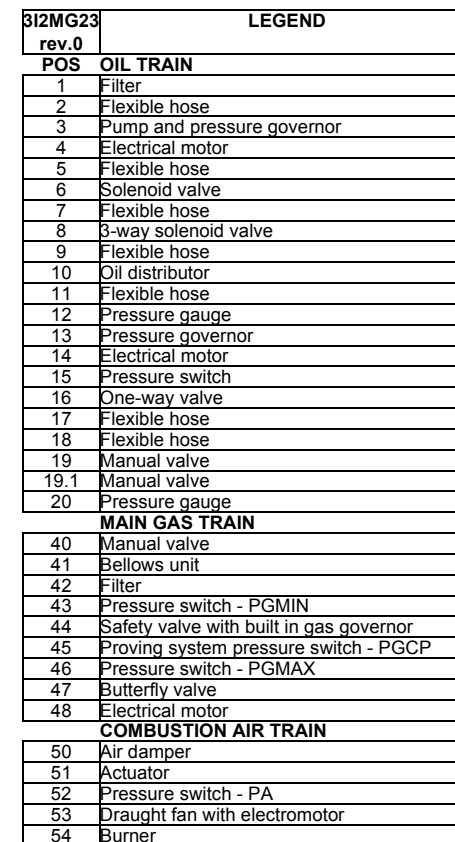 3I2MG23 LEGEND
rev.0
POS OIL TRAIN
1 Filter
2 Flexible hose
3 Pump and pressure governor
4 Electrical motor
5 Flexible hose
6 Solenoid valve
7 Flexible hose
8 3-way solenoid valve
9 Flexible hose
10 Oil distributor
11 Flexible hose
12 Pressure gauge
13 Pressure governor
14 Electrical motor
15 Pressure switch
16 One-way valve
17 Flexible hose
18 Flexible hose
19 Manual valve
19.1 Manual valve
20 Pressure gauge
MAIN GAS TRAIN
40 Manual valve
41 Bellows unit
42 Filter
43 Pressure switch - PGMIN
44 Safety valve with built in gas governor
45 Proving system pressure switch - PGCP
46 Pressure switch - PGMAX
47 Butterfly valve
48 Electrical motor
COMBUSTION AIR TRAIN
50 Air damper
51 Actuator
52 Pressure switch - PA
53 Draught fan with electromotor
54 Burner